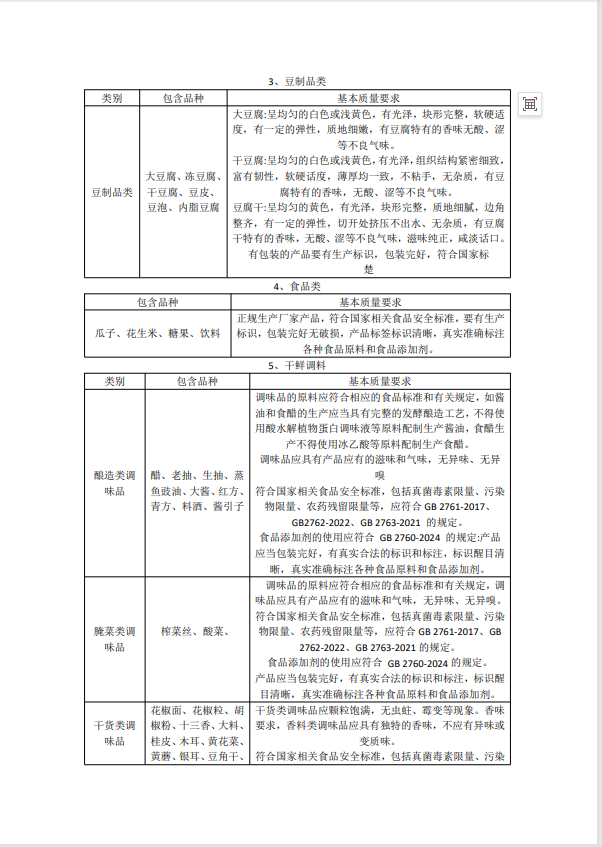 3、豆制品类
类别 包含品种 基本质量要求
豆制品类
大豆腐、冻豆腐、
干豆腐、豆皮、
豆泡、内脂豆腐
大豆腐:呈均匀的白色或浅黄色，有光泽，块形完整，软硬适
度，有一定的弹性，质地细嫩，有豆腐特有的香味无酸、涩
等不良气味。
干豆腐:呈均匀的白色或浅黄色，有光泽，组织结构紧密细致，
富有韧性，软硬话度，薄厚均一致，不粘手，无杂质，有豆
腐特有的香味，无酸、涩等不良气味。
豆腐干:呈均匀的黄色，有光泽，块形完整，质地细腻，边角
整齐，有一定的弹性，切开处挤压不出水、无杂质，有豆腐
干特有的香味，无酸、涩等不良气味，滋味纯正，咸淡话口。
有包装的产品要有生产标识，包装完好，符合国家标
楚
4、食品类
包含品种 基本质量要求
瓜子、花生米、糖果、饮料
正规生产厂家产品，符合国家相关食品安全标准，要有生产
标识，包装完好无破损，产品标签标识清晰，真实准确标注
各种食品原料和食品添加剂。
5、干鲜调料
类别 包含品种 基本质量要求
酿造类调
味品
醋、老抽、生抽、蒸
鱼豉油、大酱、红方、
青方、料酒、酱引子
调味品的原料应符合相应的食品标准和有关规定，如酱
油和食醋的生产应当具有完整的发酵酿造工艺，不得使
用酸水解植物蛋白调味液等原料配制生产酱油，食醋生
产不得使用冰乙酸等原料配制生产食醋。
调味品应具有产品应有的滋味和气味，无异味、无异
嗅
符合国家相关食品安全标准，包括真菌毒素限量、污染
物限量、农药残留限量等，应符合 GB 2761-2017、
GB2762-2022、GB 2763-2021 的规定。
食品添加剂的使用应符合 GB 2760-2024 的规定:产品
应当包装完好，有真实合法的标识和标注，标识醒目清
晰，真实准确标注各种食品原料和食品添加剂。
腌菜类调
味品
榨菜丝、酸菜、
调味品的原料应符合相应的食品标准和有关规定，调
味品应具有产品应有的滋味和气味，无异味、无异嗅。
符合国家相关食品安全标准，包括真菌毒素限量、污染
物限量、农药残留限量等，应符合 GB 2761-2017、GB
2762-2022、GB 2763-2021 的规定。
食品添加剂的使用应符合 GB 2760-2024 的规定。
产品应当包装完好，有真实合法的标识和标注，标识醒
目清晰，真实准确标注各种食品原料和食品添加剂。
干货类调
味品
花椒面、花椒粒、胡
椒粉、十三香、大料、
桂皮、木耳、黄花菜、
黄蘑、银耳、豆角干、
干货类调味品应颗粒饱满，无虫蛀、霉变等现象。香味
要求，香料类调味品应具有独特的香味，不应有异味或
变质味。
符合国家相关食品安全标准，包括真菌毒素限量、污染